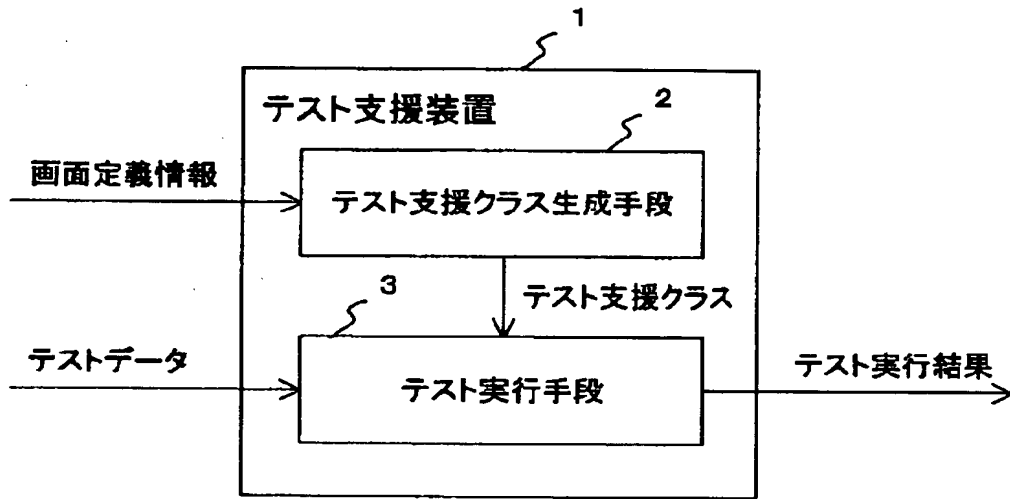 1
テスト支援装置
2
画面定義情報
テスト支援クラス生成手段
3
テスト支援クラス
テストデータ
テスト実行手段
テスト実行結果